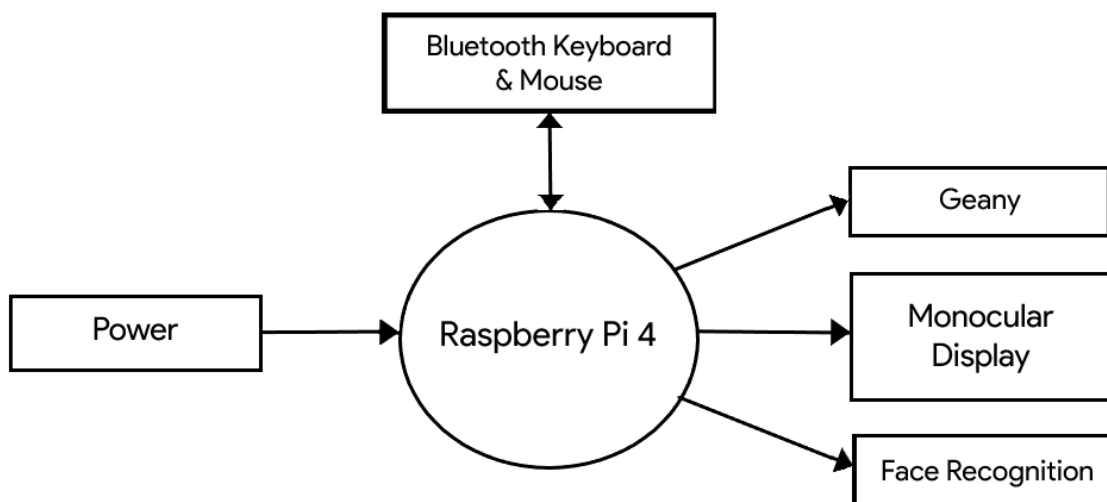 Bluetooth Keyboard
& Mouse
Geany
Power
Raspberry Pi 4
Monocular
Display
Face Recognition